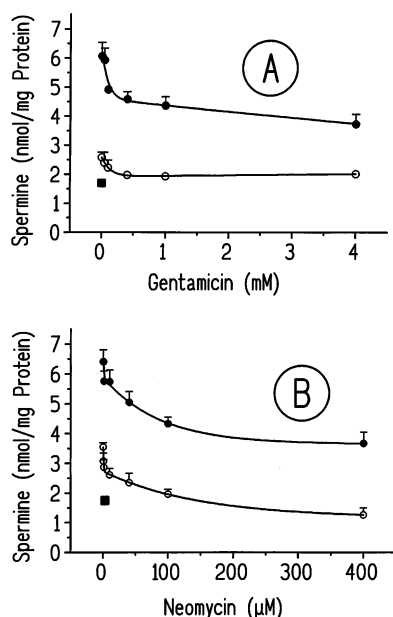 7
6
5
4
3
2
1
0
Spermine (nmol/mg Protein)
A
0 1 2 3 4
Gentamicin (mM)
7
6
5
4
3
2
1
0
Spermine (nmol/mg Protein)
B
0 100 200 300 400
Neomycin (μM)